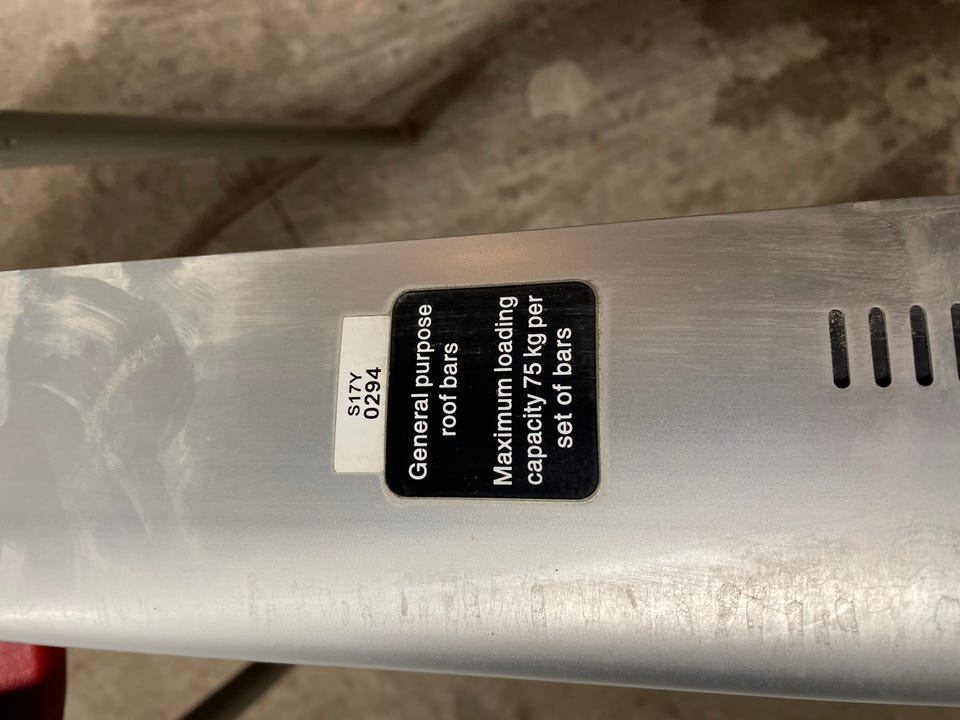 S17Y
0294
General purpose
roof bars
Maximum loading
capacity 75 kg per
set of bars